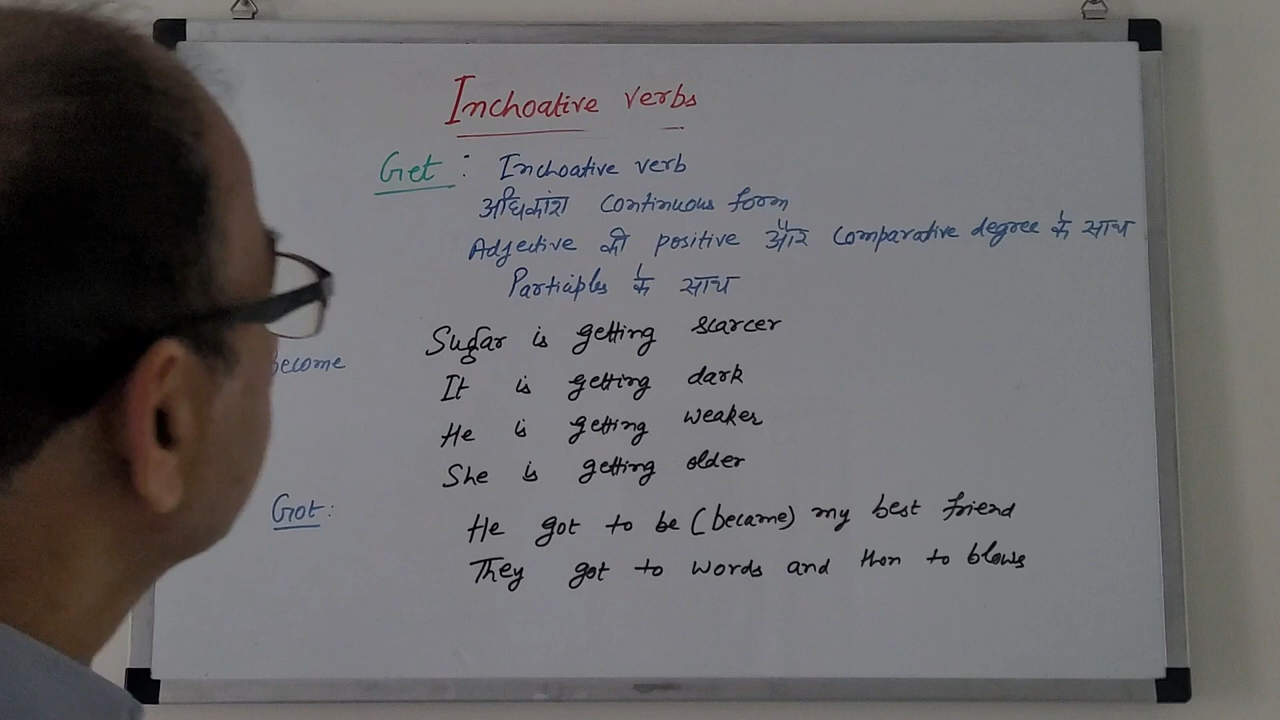 Inchoative verbs
Get : Inchoative verb
अधिकांश continuous form
Adjective की positive और comparative degree के साथ
Participles के साथ
Sugar is getting scarcer
become
It is getting dark
He is getting weaker
She is getting older
Got :
He got to be (became) my best friend
They got to words and then to blows